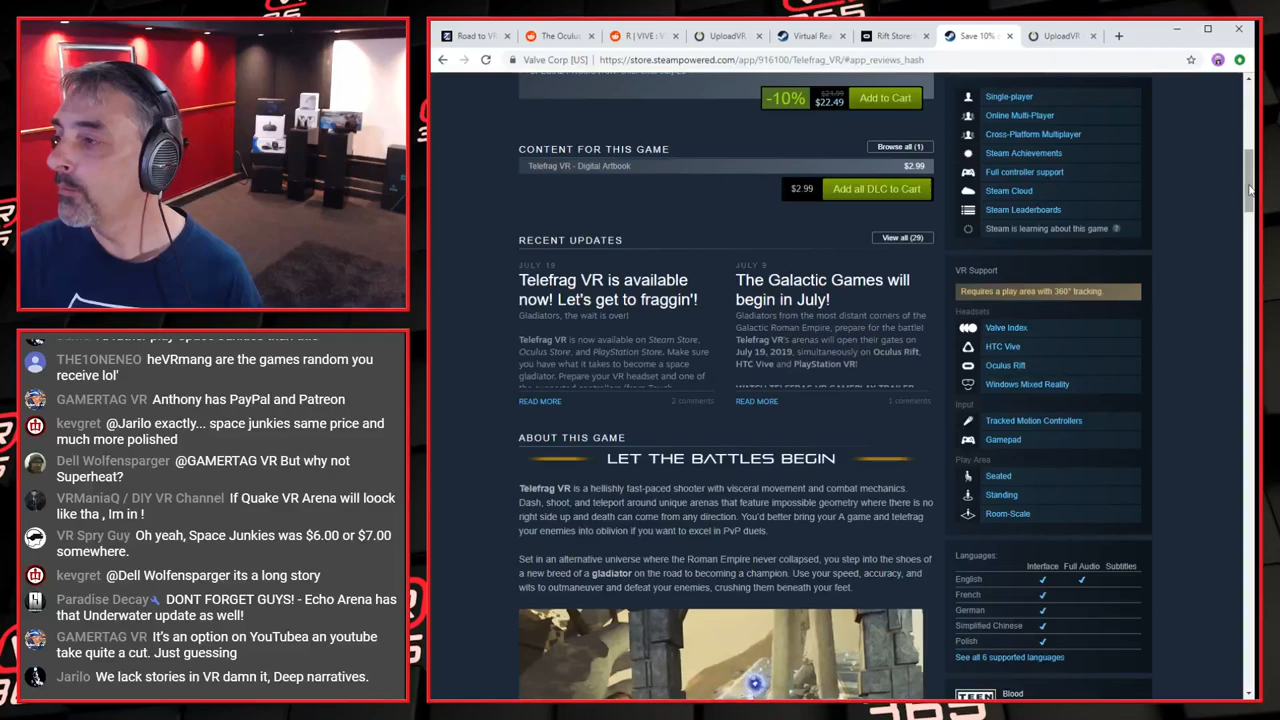 Road to VR
The Oculus
R | VIVE : V
UploadVR
Virtual Rea
Rift Store:
Save 10%
UploadVR
Valve Corp [US] | https://store.steampowered.com/app/916100/Telefrag_VR/#app_reviews_hash
-10%
$24.99
$22.49
Add to Cart
CONTENT FOR THIS GAME
Browse all (1)
Telefrag VR - Digital Artbook
$2.99
$2.99
Add all DLC to Cart
RECENT UPDATES
View all (29)
JULY 19
Telefrag VR is available
now! Let's get to fraggin'!
Gladiators, the wait is over!
Telefrag VR is now available on Steam Store,
Oculus Store, and PlayStation Store. Make sure
you have what it takes to become a space
gladiator. Prepare your VR headset and one of
READ MORE
2 comments
JULY 9
The Galactic Games will
begin in July!
Gladiators from the most distant corners of the
Galactic Roman Empire, prepare for the battle!
Telefrag VR's arenas will open their gates on
July 19, 2019, simultaneously on Oculus Rift,
HTC Vive and PlayStation VR!
WATCH TELEFRAG VR GAMEPLAY TRAILER
READ MORE
1 comments
ABOUT THIS GAME
LET THE BATTLES BEGIN
Telefrag VR is a hellishly fast-paced shooter with visceral movement and combat mechanics.
Dash, shoot, and teleport around unique arenas that feature impossible geometry where there is no
right side up and death can come from any direction. You'd better bring your A game and telefrag
your enemies into oblivion if you want to excel in PvP duels.
Set in an alternative universe where the Roman Empire never collapsed, you step into the shoes of
a new breed of gladiator on the road to becoming a champion. Use your speed, accuracy, and
wits to outmaneuver and defeat your enemies, crushing them beneath your feet.
Single-player
Online Multi-Player
Cross-Platform Multiplayer
Steam Achievements
Full controller support
Steam Cloud
Steam Leaderboards
Steam is learning about this game ?
VR Support
Requires a play area with 360° tracking.
Headsets
Valve Index
HTC Vive
Oculus Rift
Windows Mixed Reality
Input
Tracked Motion Controllers
Gamepad
Play Area
Seated
Standing
Room-Scale
Languages:
Interface Full Audio Subtitles
English
French
German
Simplified Chinese
Polish
See all 6 supported languages
TEEN
Blood
THE1ONENEO heVRmang are the games random you
receive lol'
GAMERTAG VR Anthony has PayPal and Patreon
kevgret @Jarilo exactly... space junkies same price and
much more polished
Dell Wolfensparger @GAMERTAG VR But why not
Superheat?
VRManiaQ / DIY VR Channel If Quake VR Arena will loock
like tha , Im in !
VR Spry Guy Oh yeah, Space Junkies was $6.00 or $7.00
somewhere.
kevgret @Dell Wolfensparger its a long story
Paradise Decay DONT FORGET GUYS! - Echo Arena has
that Underwater update as well!
GAMERTAG VR It's an option on YouTubea an youtube
take quite a cut. Just guessing
Jarilo We lack stories in VR damn it, Deep narratives.